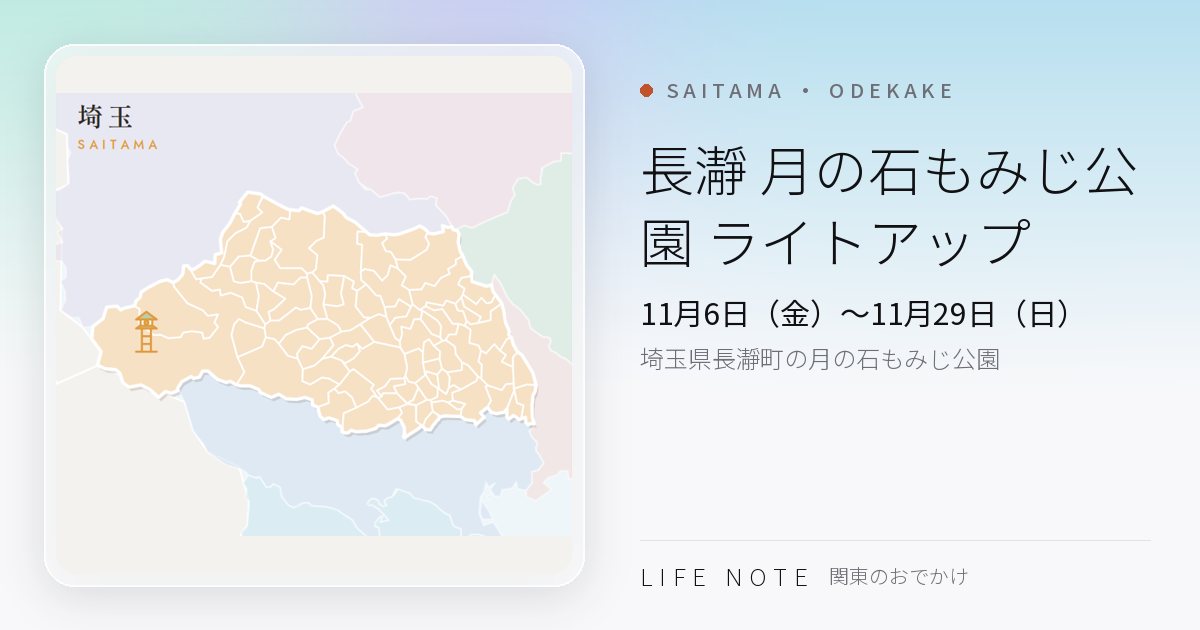 埼玉
SAITAMA
SAITAMA・ODEKAKE
長瀞 月の石もみじ公
園 ライトアップ
11月6日（金）〜11月29日（日）
埼玉県長瀞町の月の石もみじ公園
LIFE NOTE 関東のおでかけ